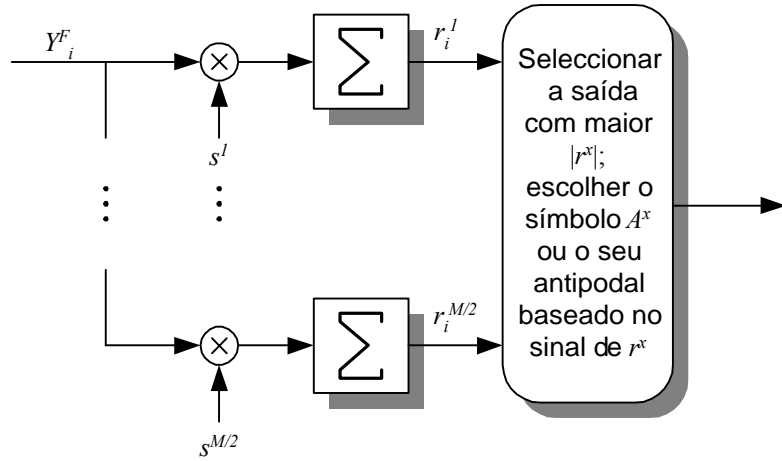 Y_i^F
s^1
∑
r_i^1
s^{M/2}
∑
r_i^{M/2}
Seleccionar
a saída
com maior
|r^x|;
escolher o
símbolo A^x
ou o seu
antipodal
baseado no
sinal de r^x